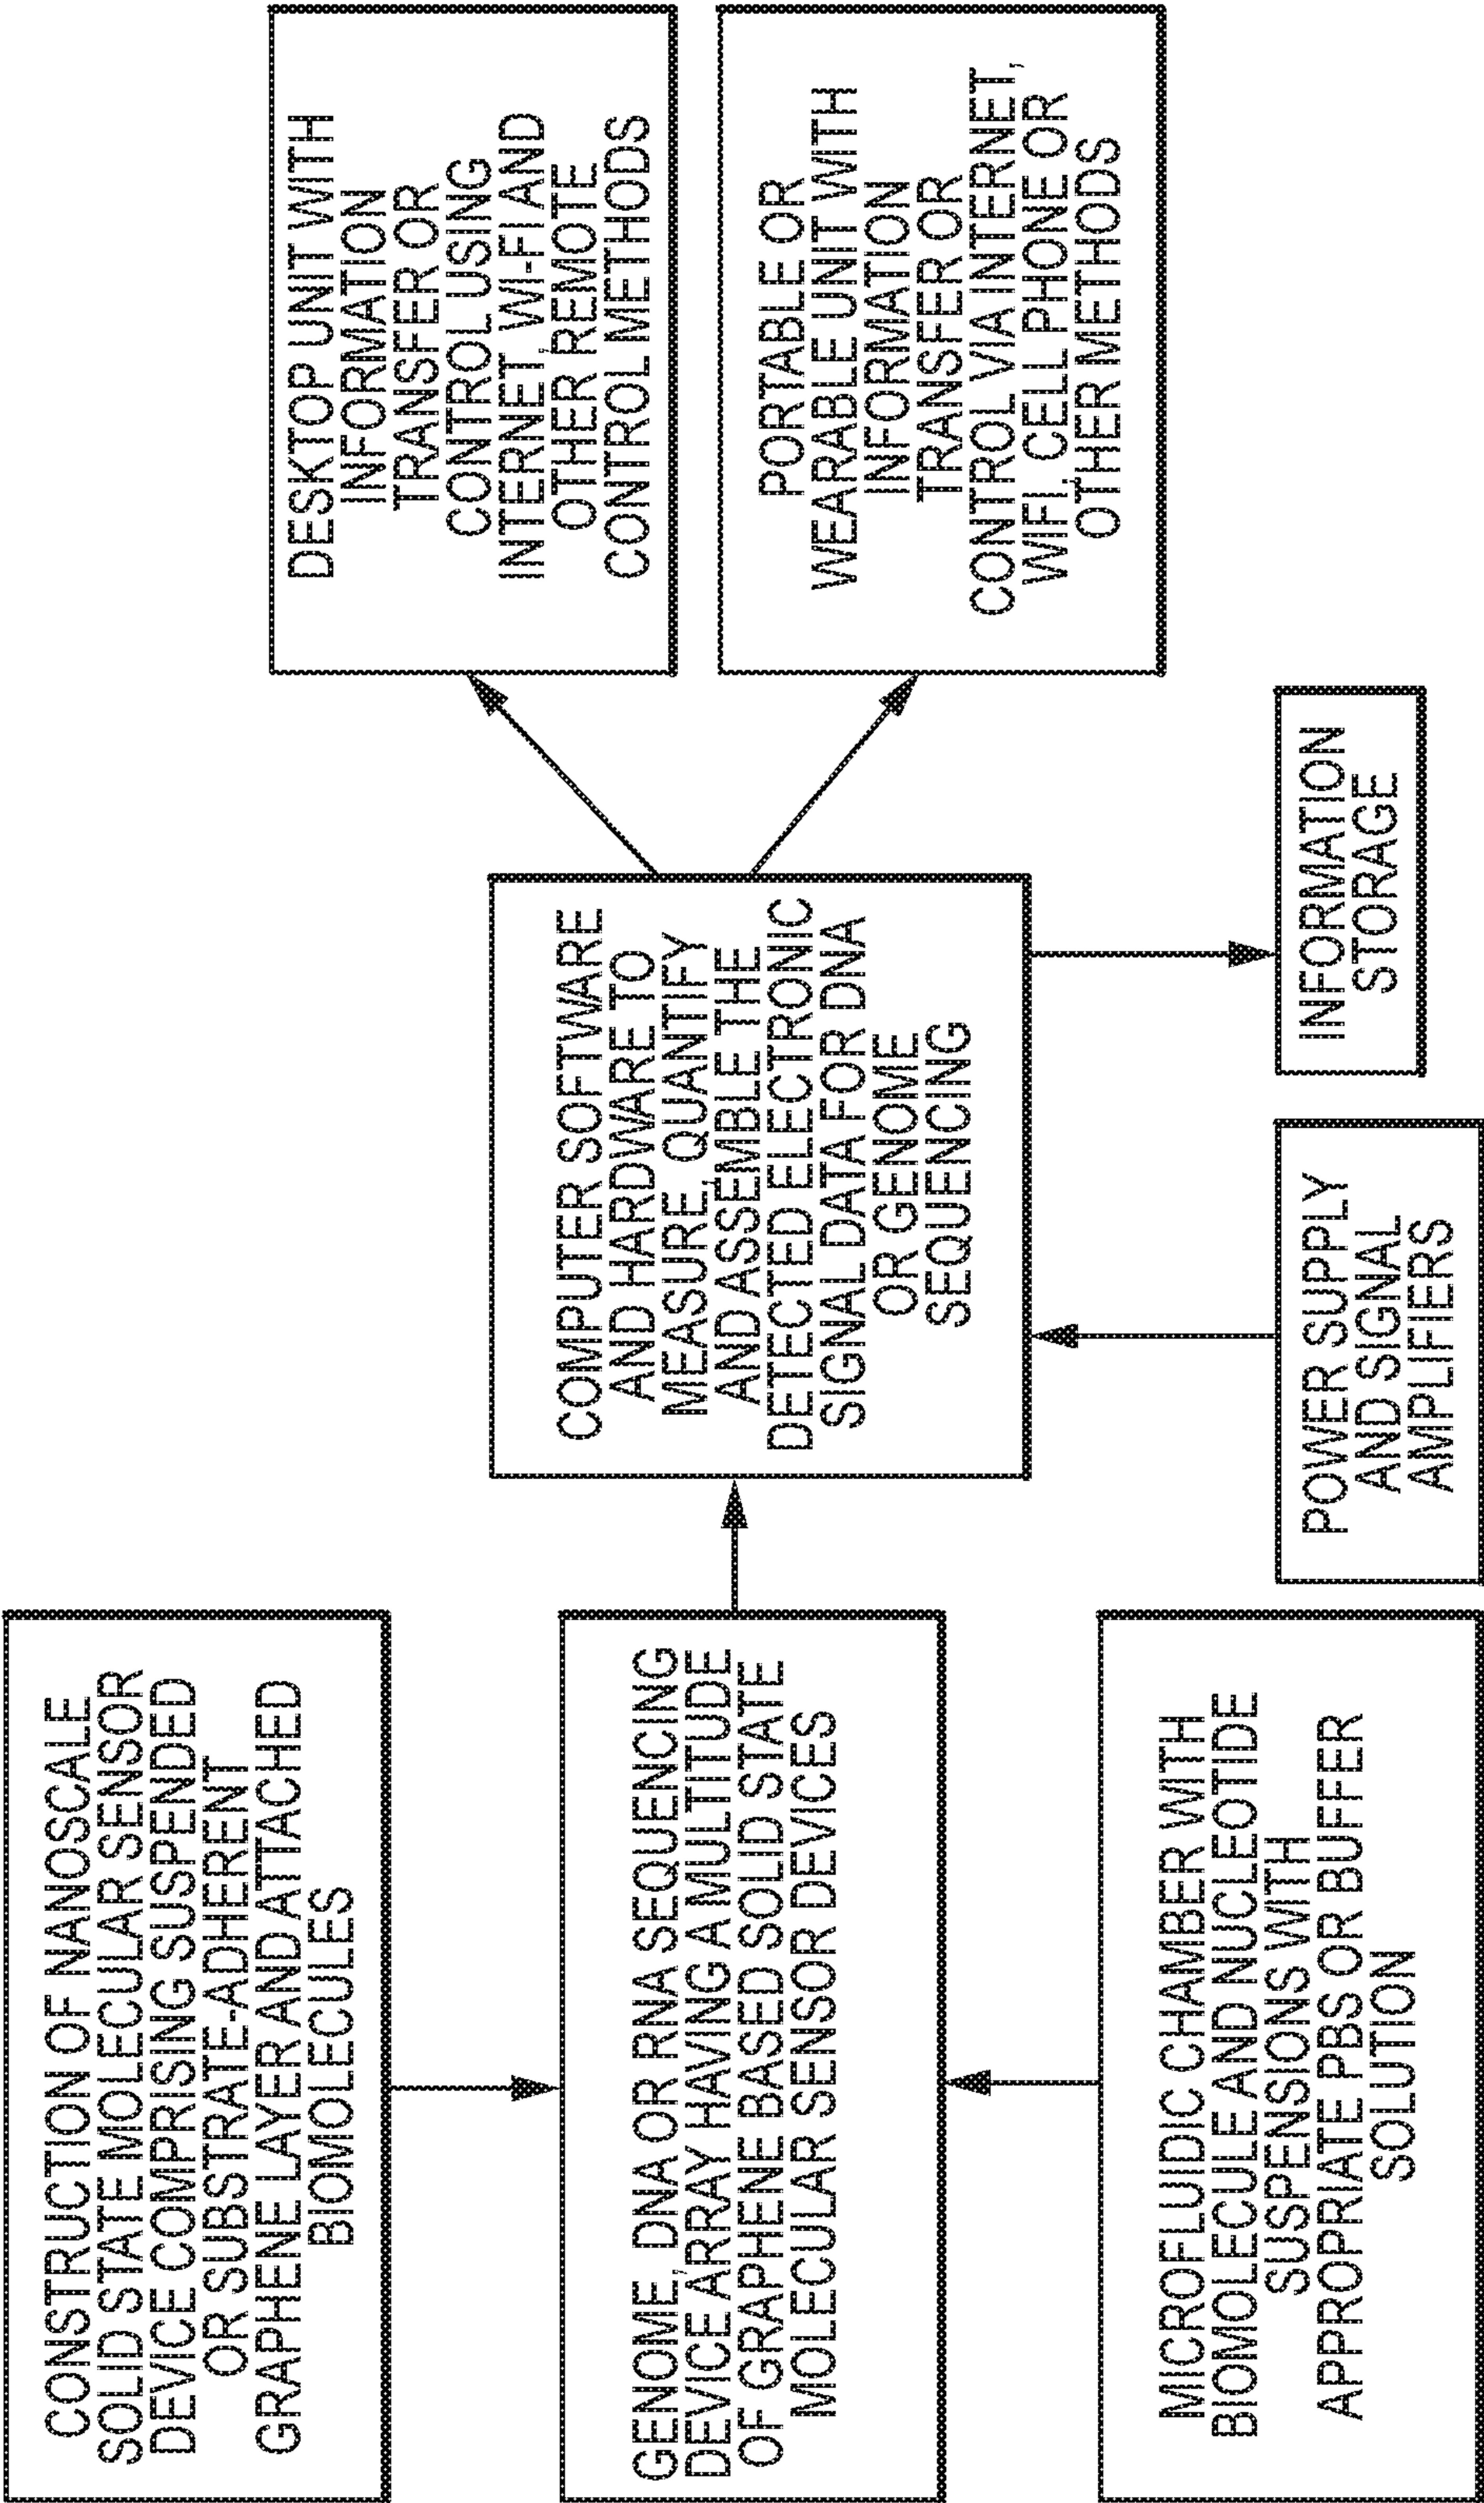 CONSTRUCTION OF NANOSCALE
SOLID STATE MOLECULAR SENSOR
DEVICE COMPRISING SUSPENDED
OR SUBSTRATE-ADHERENT
GRAPHENE LAYER AND ATTACHED
BIOMOLECULES
GENOME, DNA OR RNA SEQUENCING
DEVICE ARRAY HAVING A MULTITUDE
OF GRAPHENE BASED SOLID STATE
MOLECULAR SENSOR DEVICES
MICROFLUDIC CHAMBER WITH
BIOMOLECULE AND NUCLEOTIDE
SUSPENSIONS WITH
APPROPRIATE PBS OR BUFFER
SOLUTION
COMPUTER SOFTWARE
AND HARDWARE TO
MEASURE, QUANTIFY
AND ASSEMBLE THE
DETECTED ELECTRONIC
SIGNAL DATA FOR DNA
OR GENOME
SEQUENCING
POWER SUPPLY
AND SIGNAL
AMPLIFIERS
INFORMATION
STORAGE
DESKTOP UNIT WITH
INFORMATION
TRANSFER OR
CONTROL USING
INTERNET, WI-FI AND
OTHER REMOTE
CONTROL METHODS
PORTABLE OR
WEARABLE UNIT WITH
INFORMATION
TRANSFER OR
CONTROL VIA INTERNET,
WIFI, CELL PHONE OR
OTHER METHODS